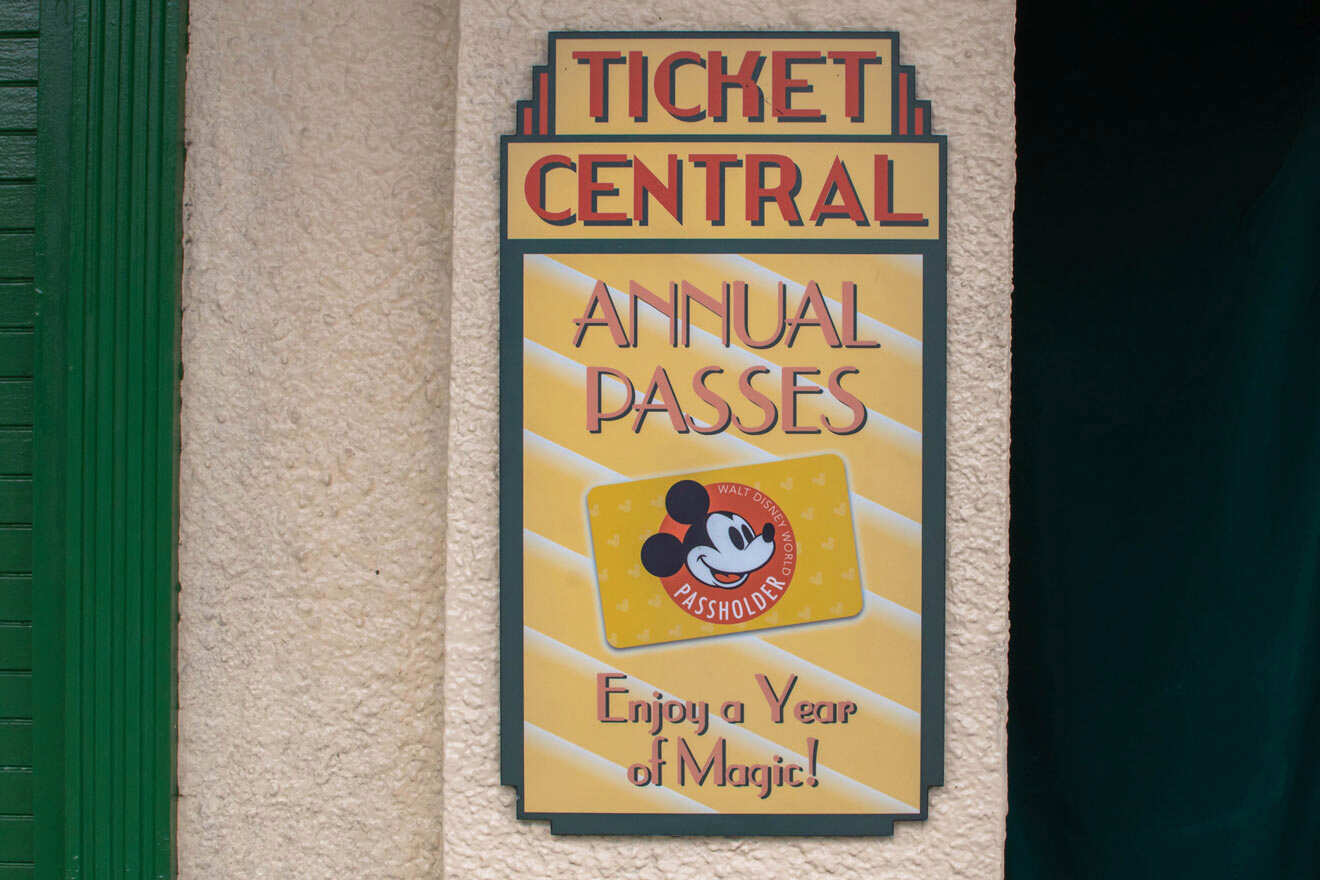 TICKET
CENTRAL
ANNUAL
PASSES
WALT DISNEY WORLD
PASSHOLDER
Enjoy a Year
of Magic!